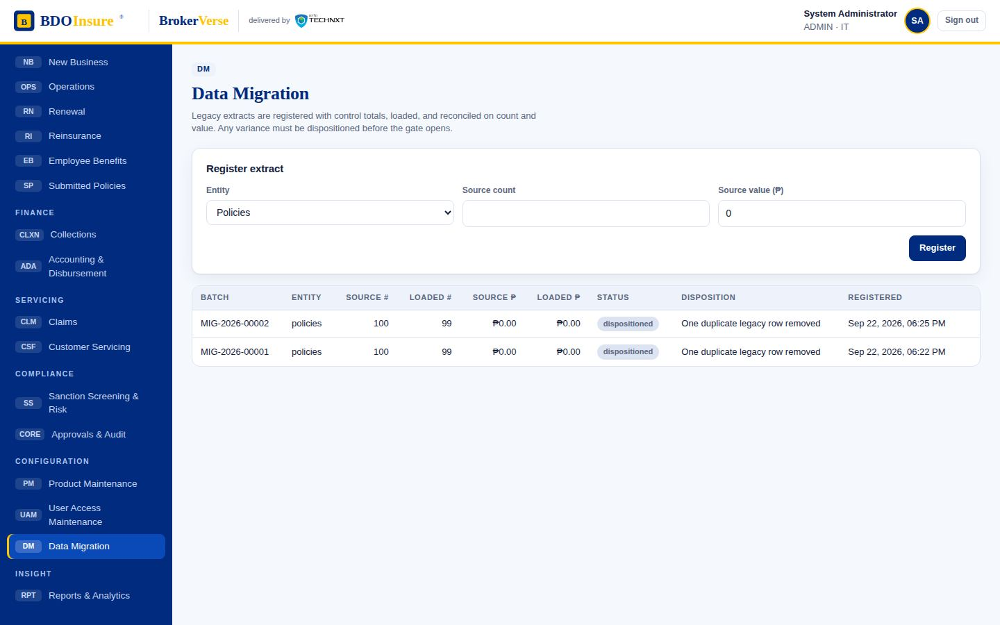 B BDOInsure ®
BrokerVerse
delivered by TECHNXT
System Administrator
ADMIN · IT
SA
Sign out
NB New Business
OPS Operations
RN Renewal
RI Reinsurance
EB Employee Benefits
SP Submitted Policies
FINANCE
CLXN Collections
ADA Accounting &
Disbursement
SERVICING
CLM Claims
CSF Customer Servicing
COMPLIANCE
SS Sanction Screening &
Risk
CORE Approvals & Audit
CONFIGURATION
PM Product Maintenance
UAM User Access
Maintenance
DM Data Migration
INSIGHT
RPT Reports & Analytics
DM
Data Migration
Legacy extracts are registered with control totals, loaded, and reconciled on count and
value. Any variance must be dispositioned before the gate opens.
Register extract
Entity Source count Source value (₱)
Policies 0
Register
BATCH ENTITY SOURCE # LOADED # SOURCE ₱ LOADED ₱ STATUS DISPOSITION REGISTERED
MIG-2026-00002 policies 100 99 ₱0.00 ₱0.00 dispositioned One duplicate legacy row removed Sep 22, 2026, 06:25 PM
MIG-2026-00001 policies 100 99 ₱0.00 ₱0.00 dispositioned One duplicate legacy row removed Sep 22, 2026, 06:22 PM